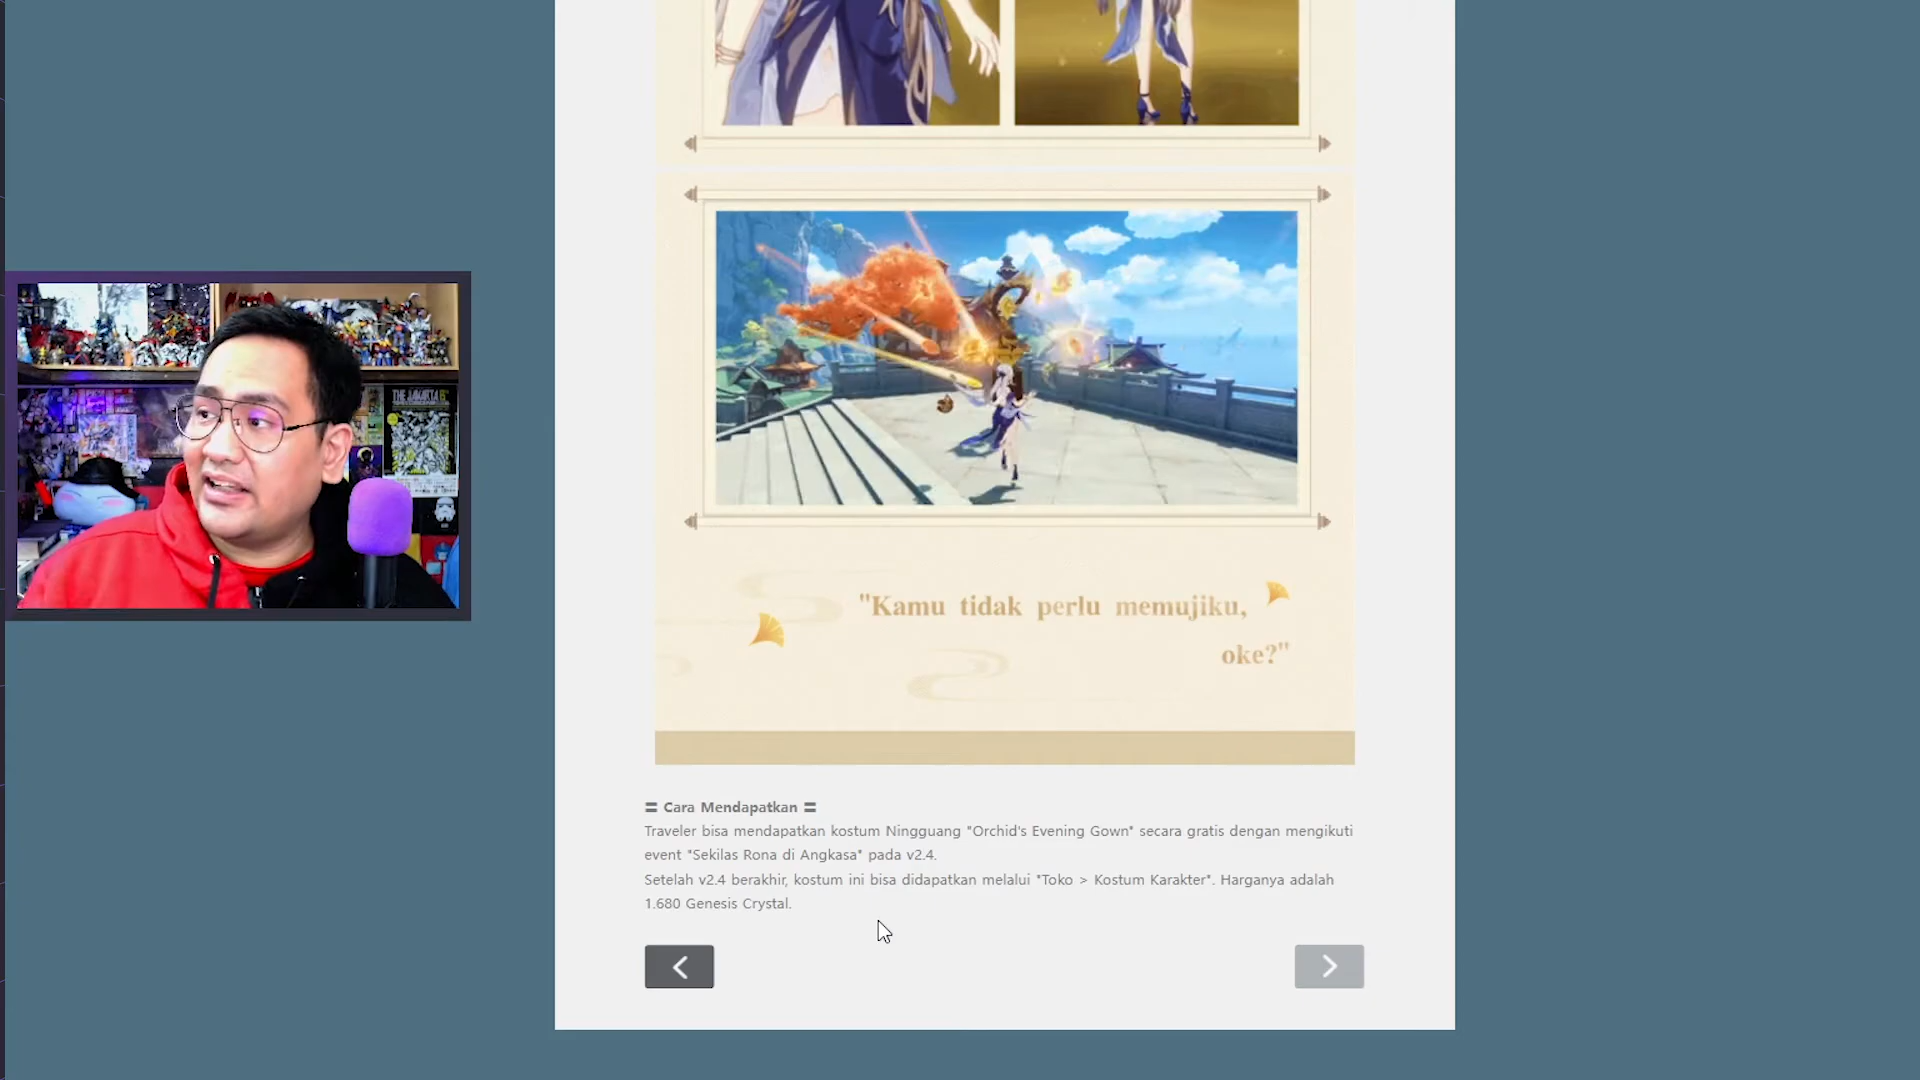 THE JAKARTA
"Kamu tidak perlu memujiku,
oke?"
= Cara Mendapatkan =
Traveler bisa mendapatkan kostum Ningguang "Orchid's Evening Gown" secara gratis dengan mengikuti
event "Sekilas Rona di Angkasa" pada v2.4.
Setelah v2.4 berakhir, kostum ini bisa didapatkan melalui "Toko > Kostum Karakter". Harganya adalah
1.680 Genesis Crystal.